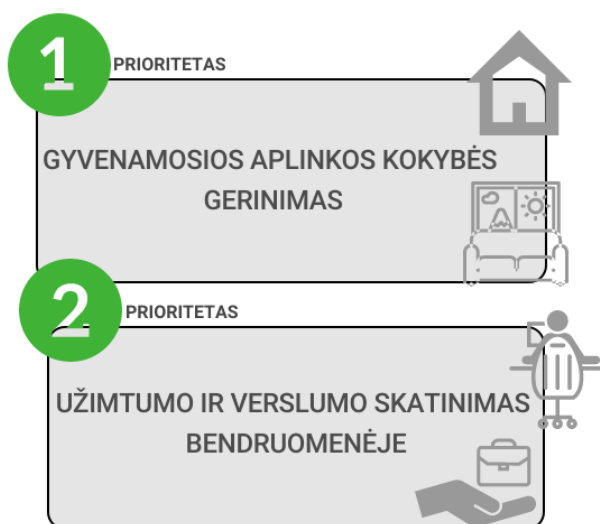 1
PRIORITETAS
GYVENAMOSIOS APLINKOS KOKYBĖS
GERINIMAS
2
PRIORITETAS
UŽIMTUMO IR VERSLUMO SKATINIMAS
BENDRUOMENĖJE